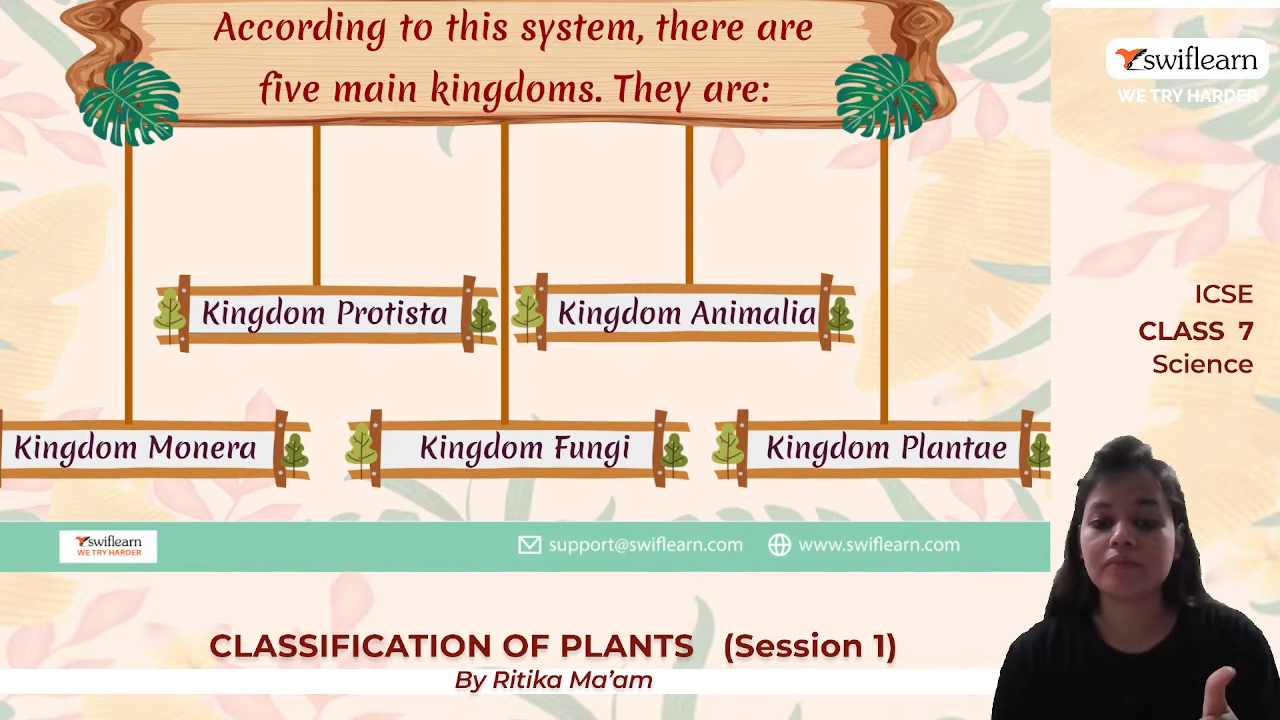 According to this system, there are
five main kingdoms. They are:
swiflearn
WE TRY HARDER
Kingdom Protista
Kingdom Animalia
ICSE
CLASS 7
Science
Kingdom Monera
Kingdom Fungi
Kingdom Plantae
swiflearn
WE TRY HARDER
support@swiflearn.com
www.swiflearn.com
CLASSIFICATION OF PLANTS (Session 1)
By Ritika Ma'am